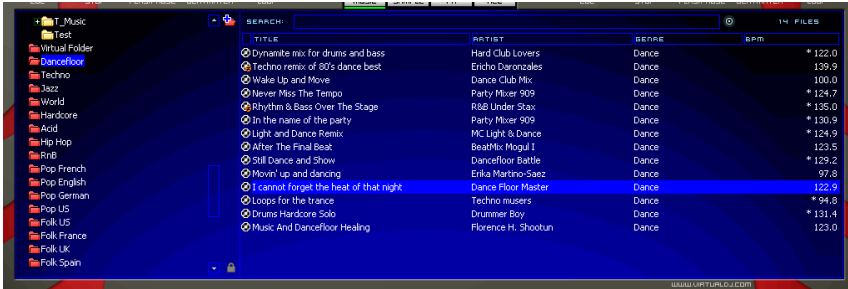 T_Music
Test
Virtual Folder
Dancefloor
Techno
Jazz
World
Hardcore
Acid
Hip Hop
RnB
Pop French
Pop English
Pop German
Pop US
Folk US
Folk France
Folk UK
Folk Spain
SEARCH: 14 FILES
TITLE ARTIST GENRE BPM
Dynamite mix for drums and bass Hard Club Lovers Dance * 122.0
Techno remix of 80's dance best Ericho Daronzales Dance 139.9
Wake Up and Move Dance Club Mix Dance 100.0
Never Miss The Tempo Party Mixer 909 Dance * 124.7
Rhythm & Bass Over The Stage R&B Under Stax Dance * 135.0
In the name of the party Party Mixer 909 Dance * 130.9
Light and Dance Remix MC Light & Dance Dance * 124.9
After The Final Beat BeatMix Mogul I Dance 123.5
Still Dance and Show Dancefloor Battle Dance * 129.2
Movin' up and dancing Erika Martino-Saez Dance 97.8
I cannot forget the heat of that night Dance Floor Master Dance 122.9
Loops for the trance Techno musers Dance * 94.8
Drums Hardcore Solo Drummer Boy Dance * 131.4
Music And Dancefloor Healing Florence H. Shootun Dance 123.0
WWW.VIRTUALDJ.COM